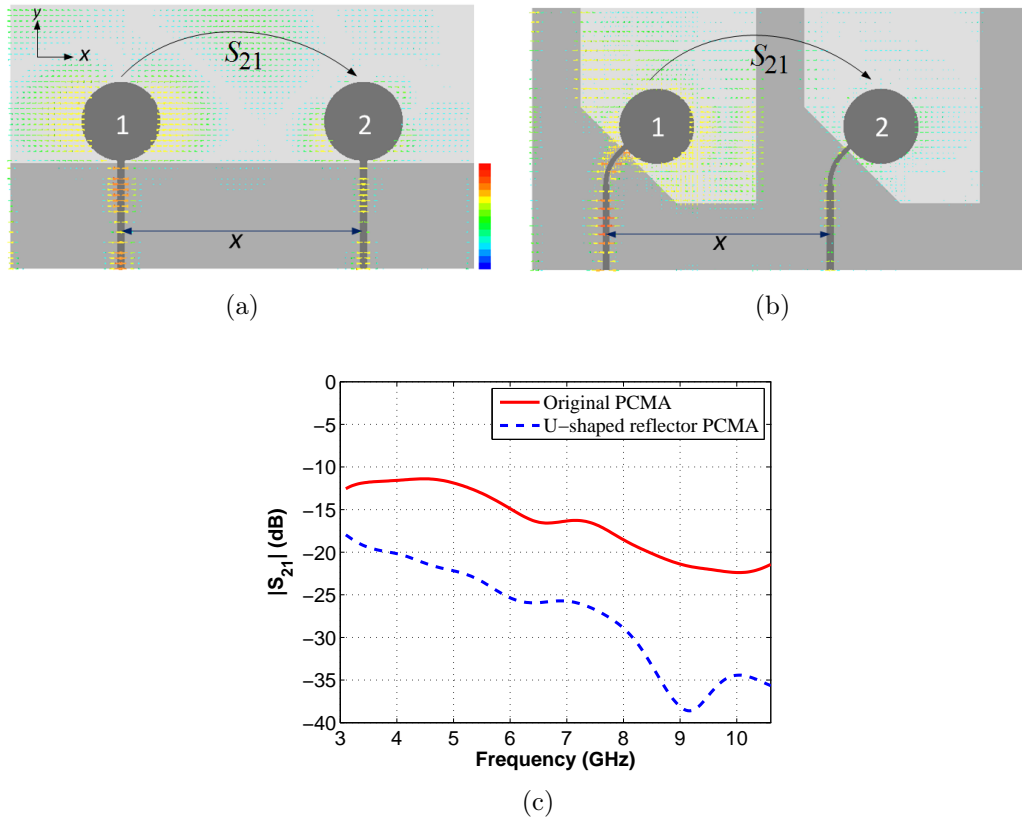 y
x
S21
1
2
x
(a)
S21
1
2
x
(b)
0
−5
−10
−15
−20
−25
−30
−35
−40
|S21| (dB)
Original PCMA
U−shaped reflector PCMA
3
4
5
6
7
8
9
10
Frequency (GHz)
(c)